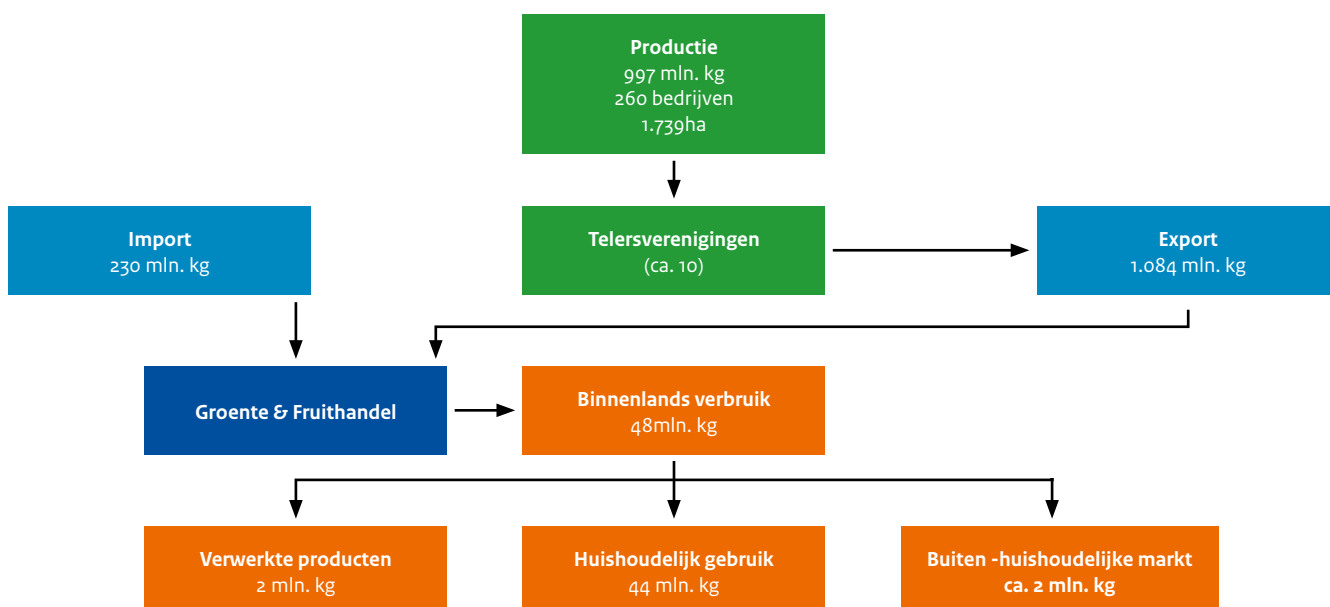 Productie
997 mln. kg
260 bedrijven
1.739ha
Import
230 mln. kg
Telersverenigingen
(ca. 10)
Export
1.084 mln. kg
Groente & Fruithandel
Binnenlands verbruik
48mln. kg
Verwerkte producten
2 mln. kg
Huishoudelijk gebruik
44 mln. kg
Buiten -huishoudelijke markt
ca. 2 mln. kg